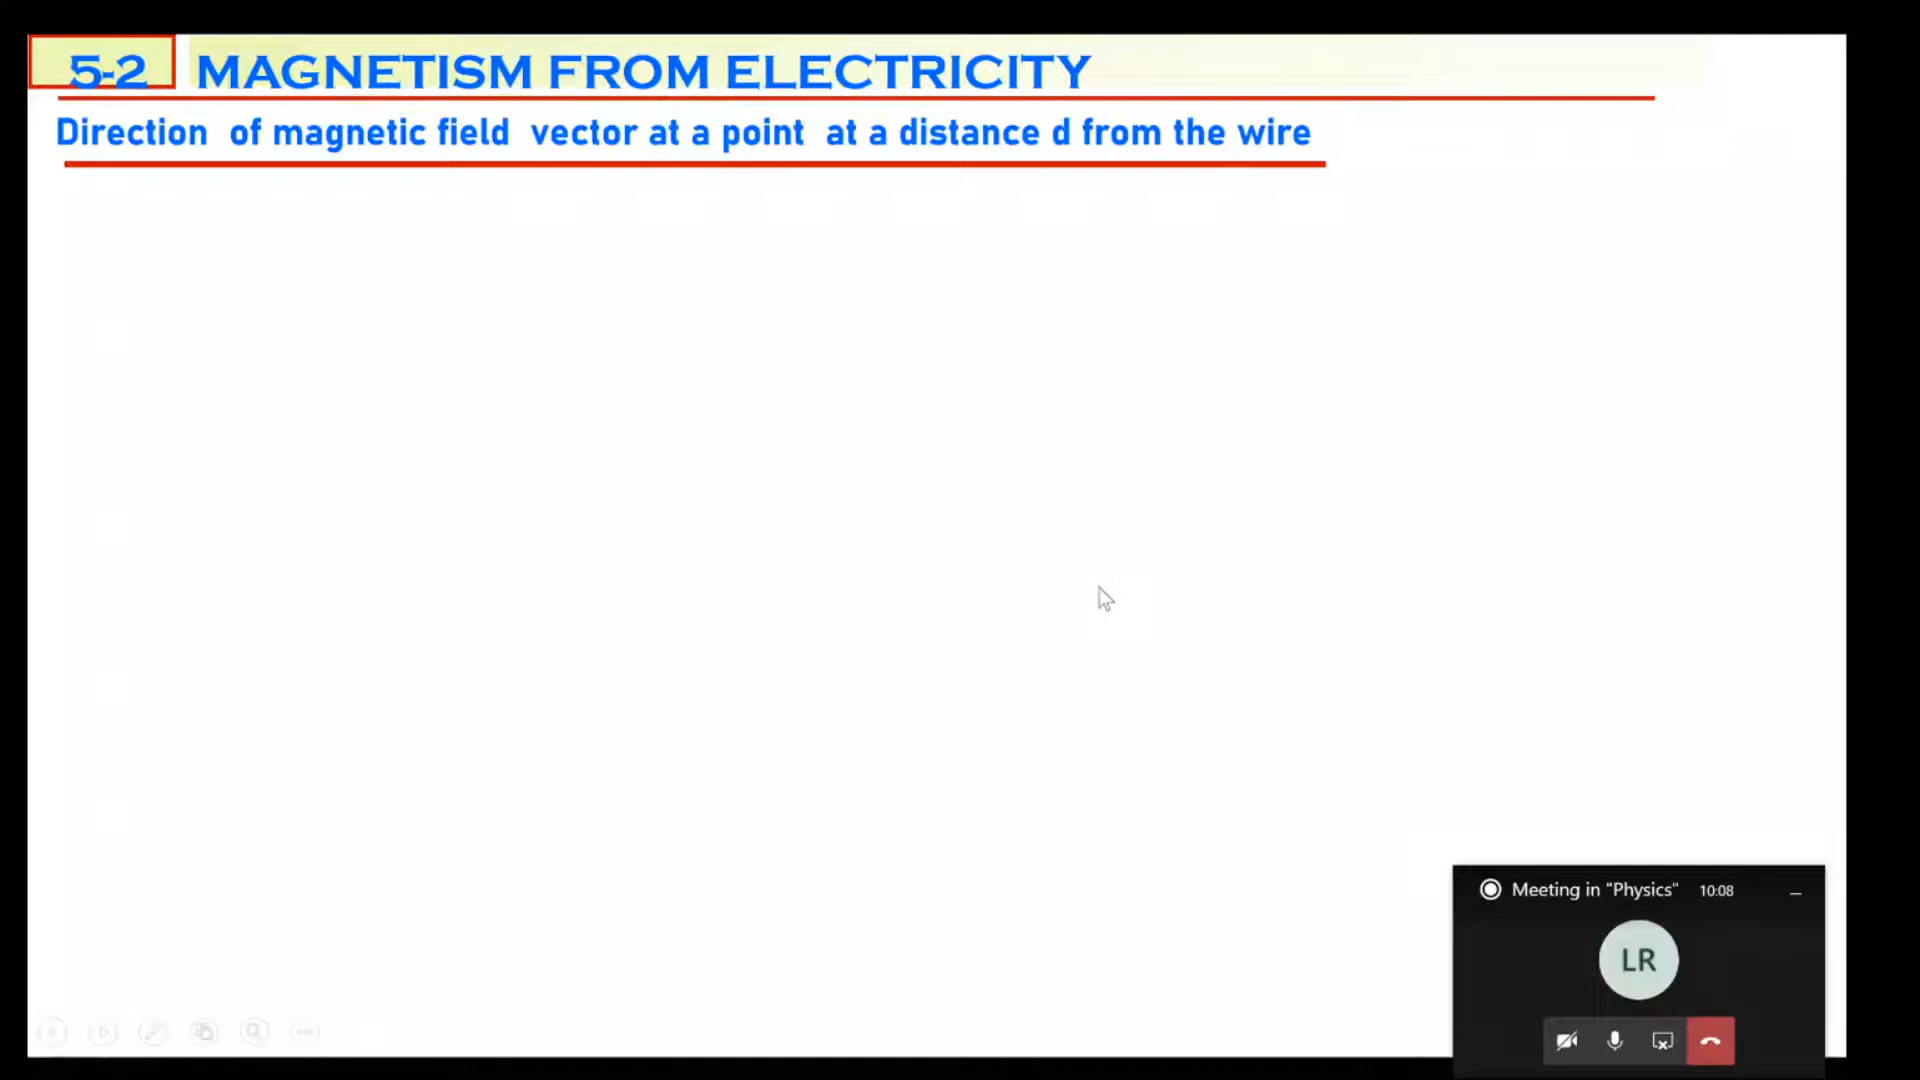 5-2 MAGNETISM FROM ELECTRICITY
Direction of magnetic field vector at a point at a distance d from the wire
Meeting in "Physics" 10:08
LR